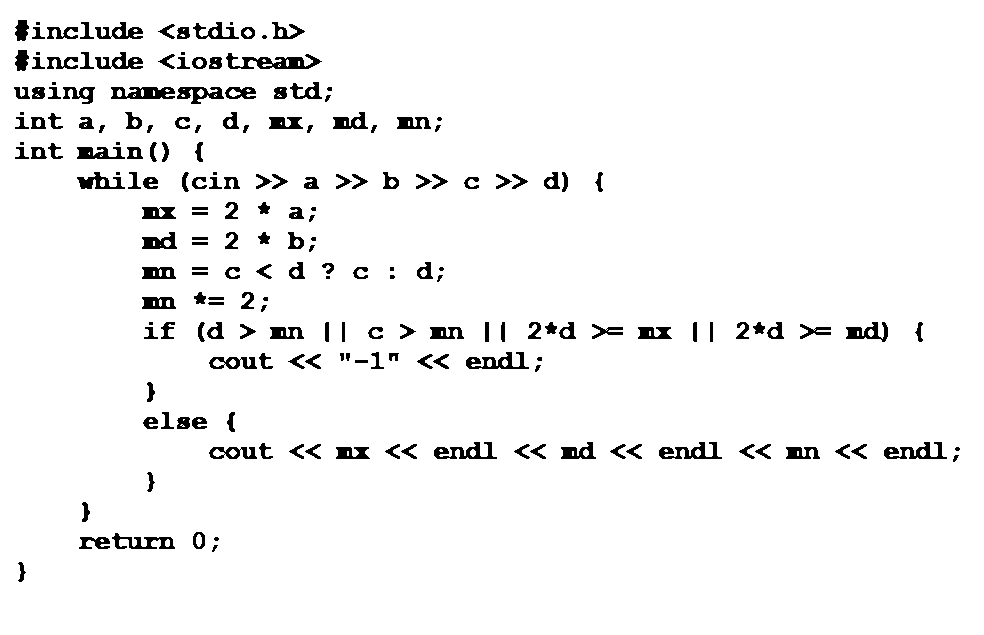 #include <stdio.h>
#include <iostream>
using namespace std;
int a, b, c, d, mx, md, mn;
int main() {
    while (cin >> a >> b >> c >> d) {
        mx = 2 * a;
        md = 2 * b;
        mn = c < d ? c : d;
        mn *= 2;
        if (d > mn || c > mn || 2*d >= mx || 2*d >= md) {
            cout << "-1" << endl;
        }
        else {
            cout << mx << endl << md << endl << mn << endl;
        }
    }
    return 0;
}